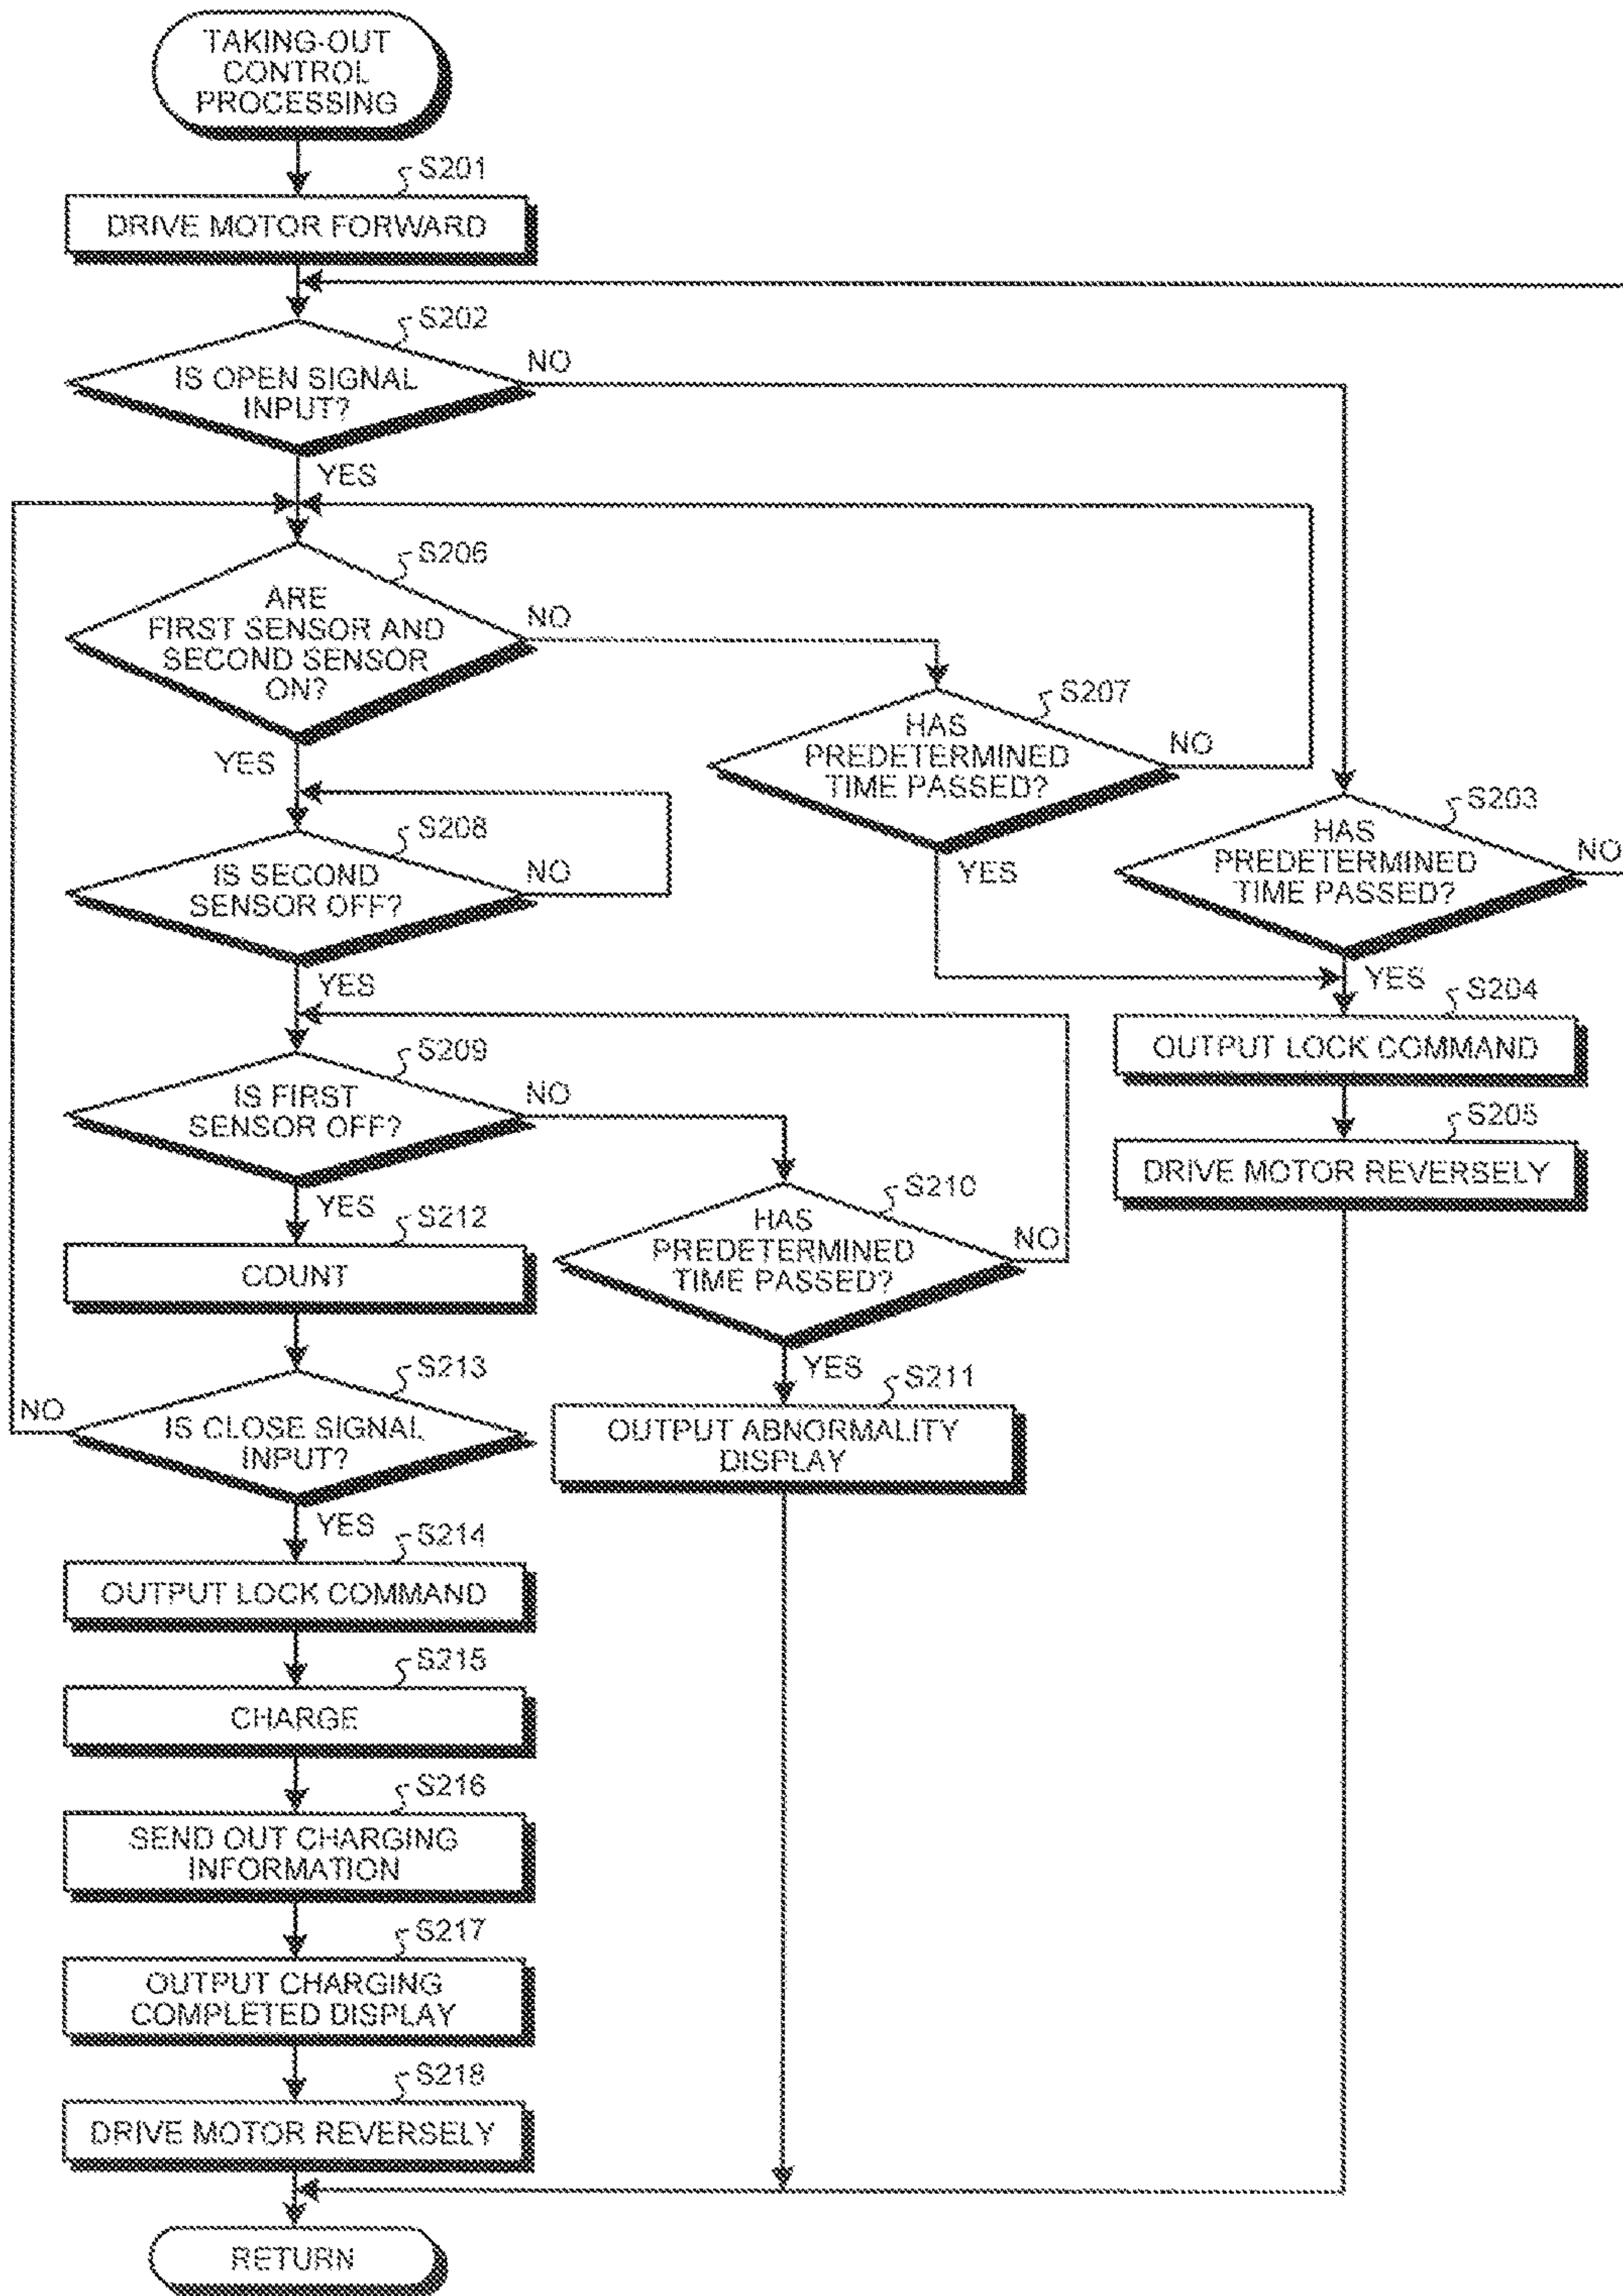 TAKING-OUT
CONTROL
PROCESSING
S201
DRIVE MOTOR FORWARD
S202
IS OPEN SIGNAL
INPUT?
NO
YES
S206
ARE
FIRST SENSOR AND
SECOND SENSOR
ON?
NO
YES
S207
HAS
PREDETERMINED
TIME PASSED?
NO
YES
S203
HAS
PREDETERMINED
TIME PASSED?
NO
YES
S204
OUTPUT LOCK COMMAND
S205
DRIVE MOTOR REVERSELY
S208
IS SECOND
SENSOR OFF?
NO
YES
S209
IS FIRST
SENSOR OFF?
NO
YES
S210
HAS
PREDETERMINED
TIME PASSED?
NO
YES
S211
OUTPUT ABNORMALITY
DISPLAY
S212
COUNT
S213
IS CLOSE SIGNAL
INPUT?
NO
YES
S214
OUTPUT LOCK COMMAND
S215
CHARGE
S216
SEND OUT CHARGING
INFORMATION
S217
OUTPUT CHARGING
COMPLETED DISPLAY
S218
DRIVE MOTOR REVERSELY
RETURN